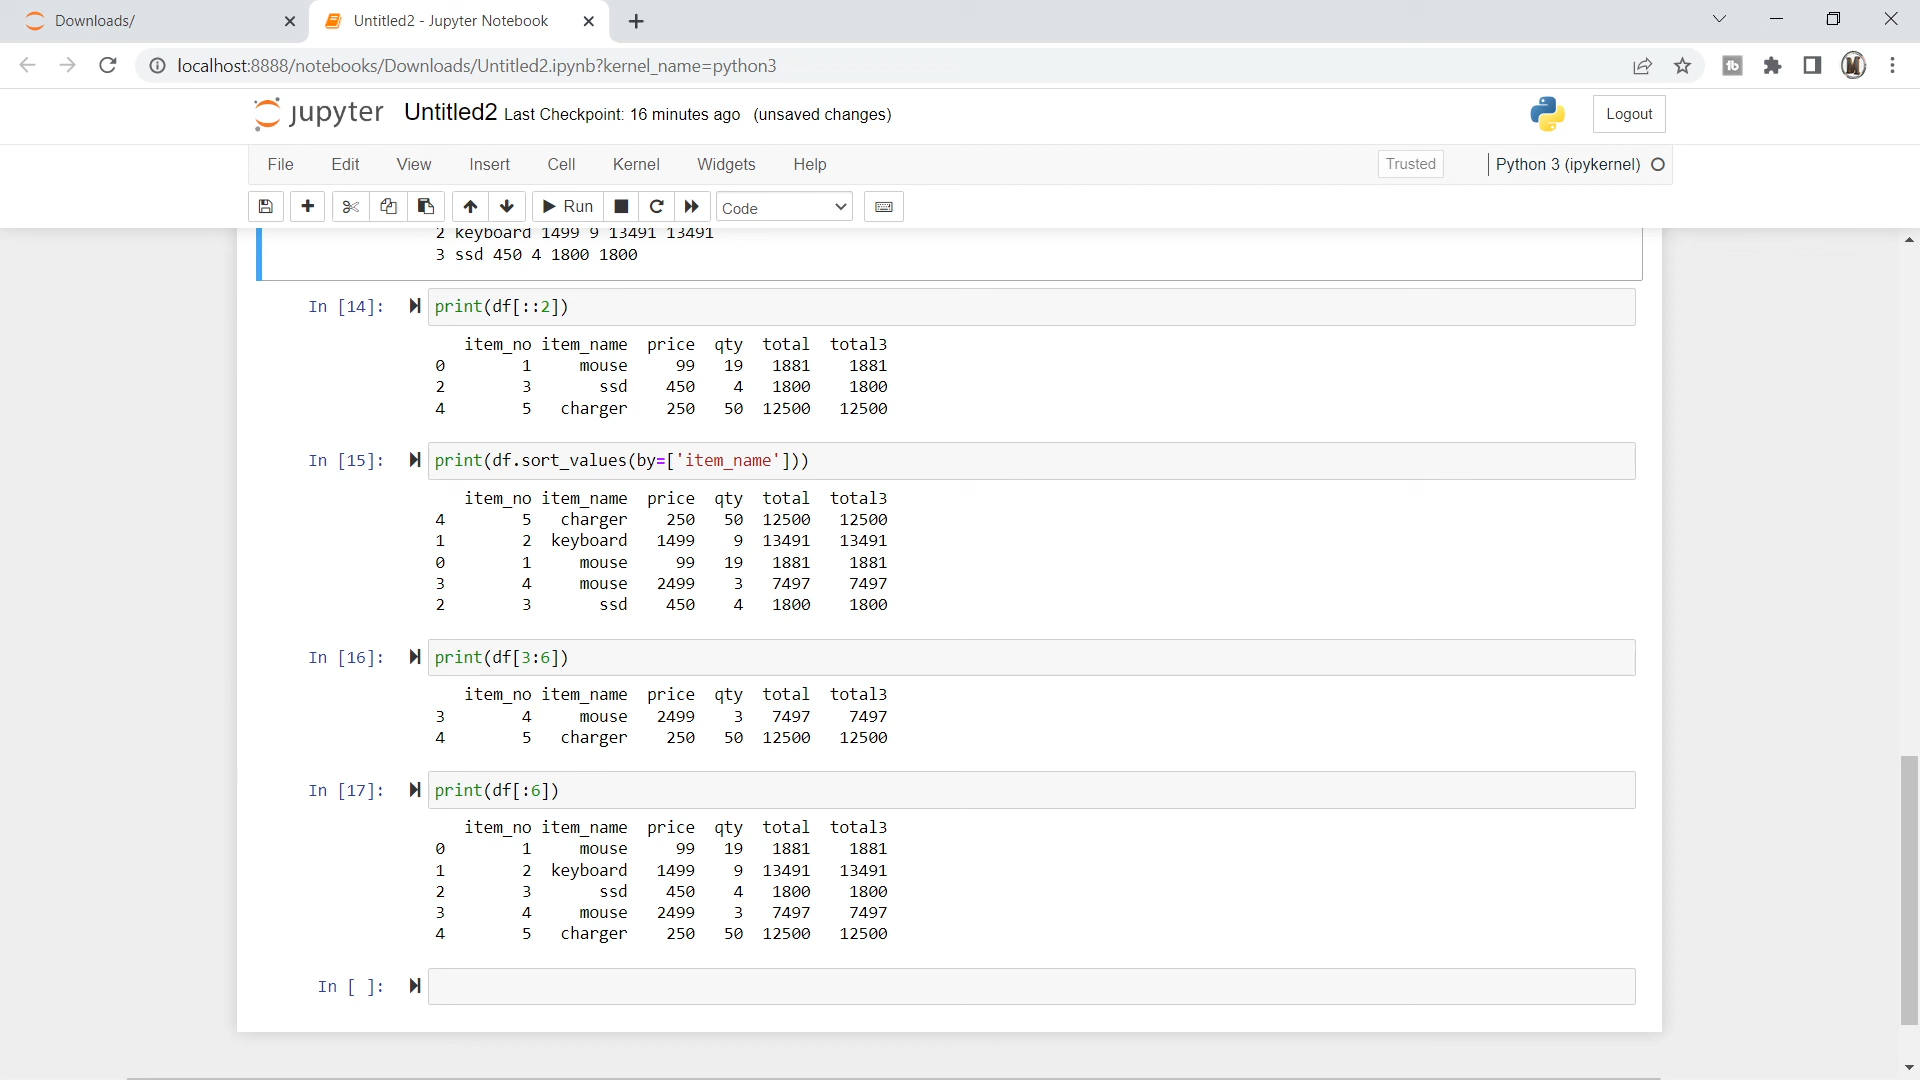 Downloads/
Untitled2 - Jupyter Notebook
localhost:8888/notebooks/Downloads/Untitled2.ipynb?kernel_name=python3
jupyter Untitled2 Last Checkpoint: 16 minutes ago (unsaved changes)
Logout
File Edit View Insert Cell Kernel Widgets Help
Trusted
Python 3 (ipykernel)
Run
Code
2 keyboard 1499 9 13491 13491
3 ssd 450 4 1800 1800
In [14]: print(df[::2])
item_no item_name price qty total total3
0 1 mouse 99 19 1881 1881
2 3 ssd 450 4 1800 1800
4 5 charger 250 50 12500 12500
In [15]: print(df.sort_values(by=['item_name']))
item_no item_name price qty total total3
4 5 charger 250 50 12500 12500
1 2 keyboard 1499 9 13491 13491
0 1 mouse 99 19 1881 1881
3 4 mouse 2499 3 7497 7497
2 3 ssd 450 4 1800 1800
In [16]: print(df[3:6])
item_no item_name price qty total total3
3 4 mouse 2499 3 7497 7497
4 5 charger 250 50 12500 12500
In [17]: print(df[:6])
item_no item_name price qty total total3
0 1 mouse 99 19 1881 1881
1 2 keyboard 1499 9 13491 13491
2 3 ssd 450 4 1800 1800
3 4 mouse 2499 3 7497 7497
4 5 charger 250 50 12500 12500
In [ ]: